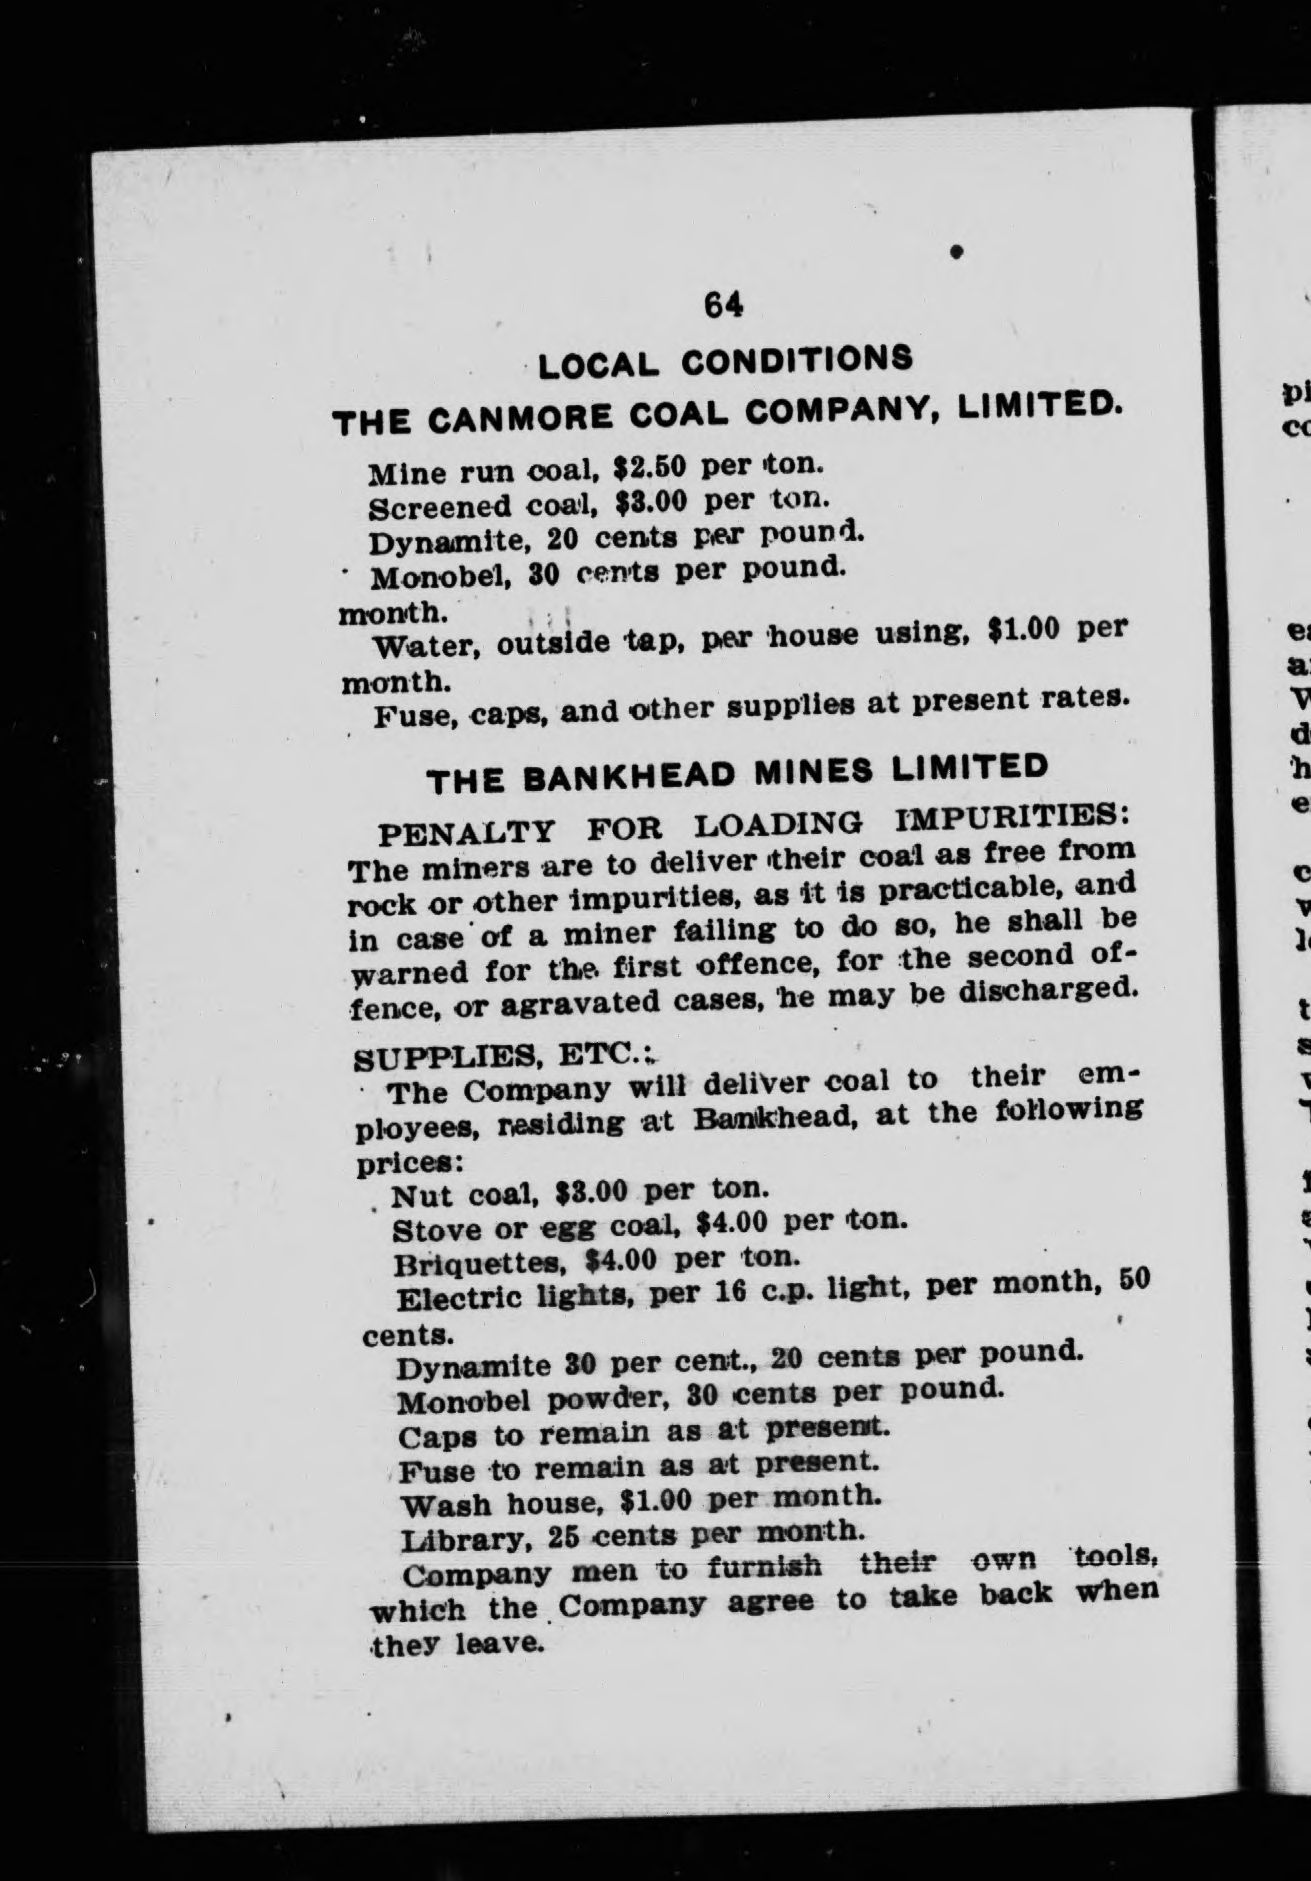 64
LOCAL CONDITIONS
THE CANMORE COAL COMPANY, LIMITED.
Mine run coal, $2.50 per ton.
Screened coal, $3.00 per ton.
Dynamite, 20 cents per pound.
Monobel, 30 cents per pound.
month.
Water, outside tap, per house using, $1.00 per
month.
Fuse, caps, and other supplies at present rates.
THE BANKHEAD MINES LIMITED
PENALTY FOR LOADING IMPURITIES:
The miners are to deliver their coal as free from
rock or other impurities, as it is practicable, and
in case of a miner failing to do so, he shall be
warned for the first offence, for the second of-
fence, or agravated cases, he may be discharged.
SUPPLIES, ETC.:
The Company will deliver coal to their em-
ployees, residing at Bankhead, at the following
prices:
Nut coal, $3.00 per ton.
Stove or egg coal, $4.00 per ton.
Briquettes, $4.00 per ton.
Electric lights, per 16 c.p. light, per month, 50
cents.
Dynamite 30 per cent., 20 cents per pound.
Monobel powder, 30 cents per pound.
Caps to remain as at present.
Fuse to remain as at present.
Wash house, $1.00 per month.
Library, 25 cents per month.
Company men to furnish their own tools,
which the Company agree to take back when
they leave.